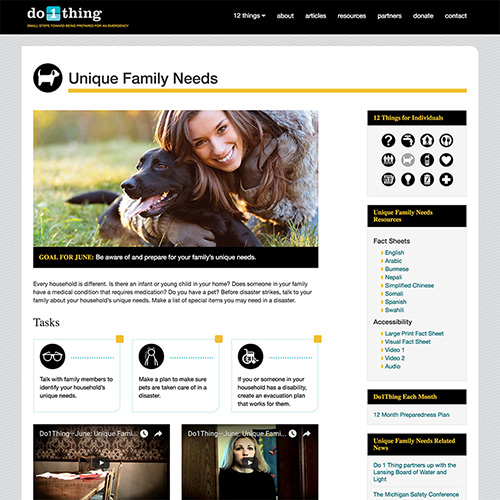 do1thing
SMALL STEPS TOWARD BEING PREPARED FOR AN EMERGENCY
12 things about articles resources partners donate contact
Unique Family Needs
GOAL FOR JUNE: Be aware of and prepare for your family's unique needs.
Every household is different. Is there an infant or young child in your home? Does someone in your family
have a medical condition that requires medication? Do you have a pet? Before disaster strikes, talk to your
family about your household's unique needs. Make a list of special items you may need in a disaster.
Tasks
Talk with family members to
identify your household's
unique needs.
Make a plan to make sure
pets are taken care of in a
disaster.
If you or someone in your
household has a disability,
create an evacuation plan
that works for them.
Do1Thing—June: Unique Fami...
Do1Thing—June: Unique Fami...
12 Things for Individuals
?
Unique Family Needs
Resources
Fact Sheets
English
Arabic
Burmese
Nepali
Simplified Chinese
Somali
Spanish
Swahili
Accessibility
Large Print Fact Sheet
Visual Fact Sheet
Video 1
Video 2
Audio
Do1Thing Each Month
12 Month Preparedness Plan
Unique Family Needs Related
News
Do 1 Thing partners up with the
Lansing Board of Water and
Light
The Michigan Safety Conference